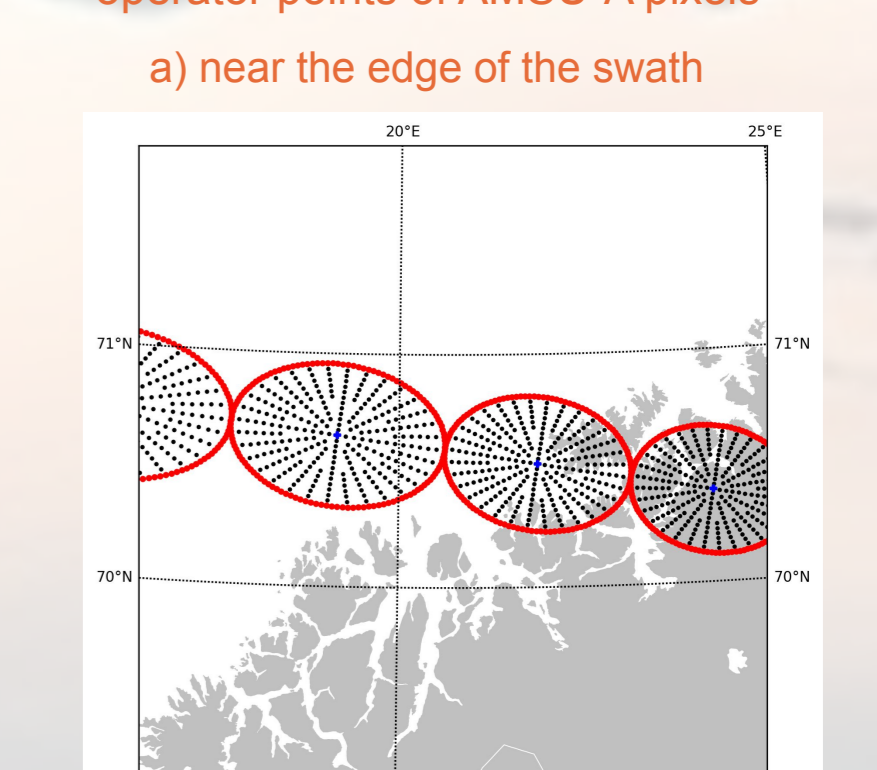 operator points of AMSU-A pixels
a) near the edge of the swath
20°E 25°E
71°N 71°N
70°N 70°N